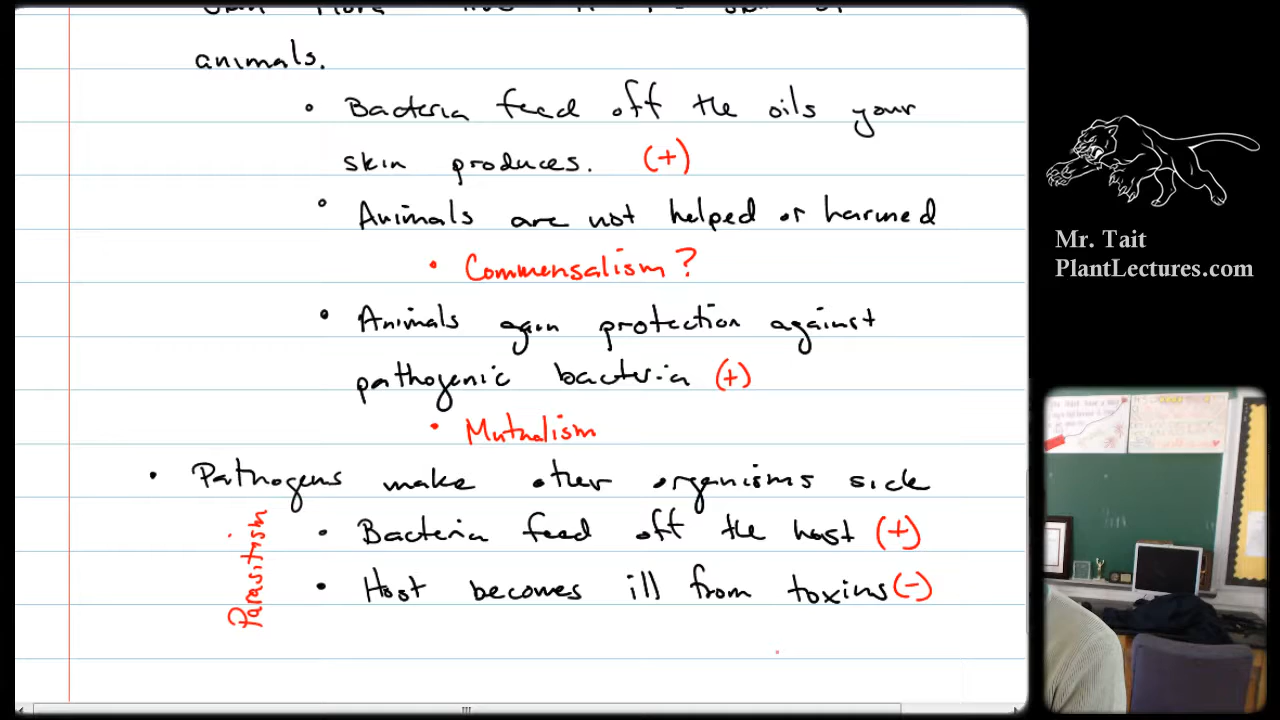 animals.
• Bacteria feed off the oils your
skin produces. (+)
• Animals are not helped or harmed
• Commensalism?
• Animals gain protection against
pathogenic bacteria (+)
• Mutualism
• Pathogens make other organisms sick
Parasitism
• Bacteria feed off the host (+)
• Host becomes ill from toxins (-)
Mr. Tait
PlantLectures.com